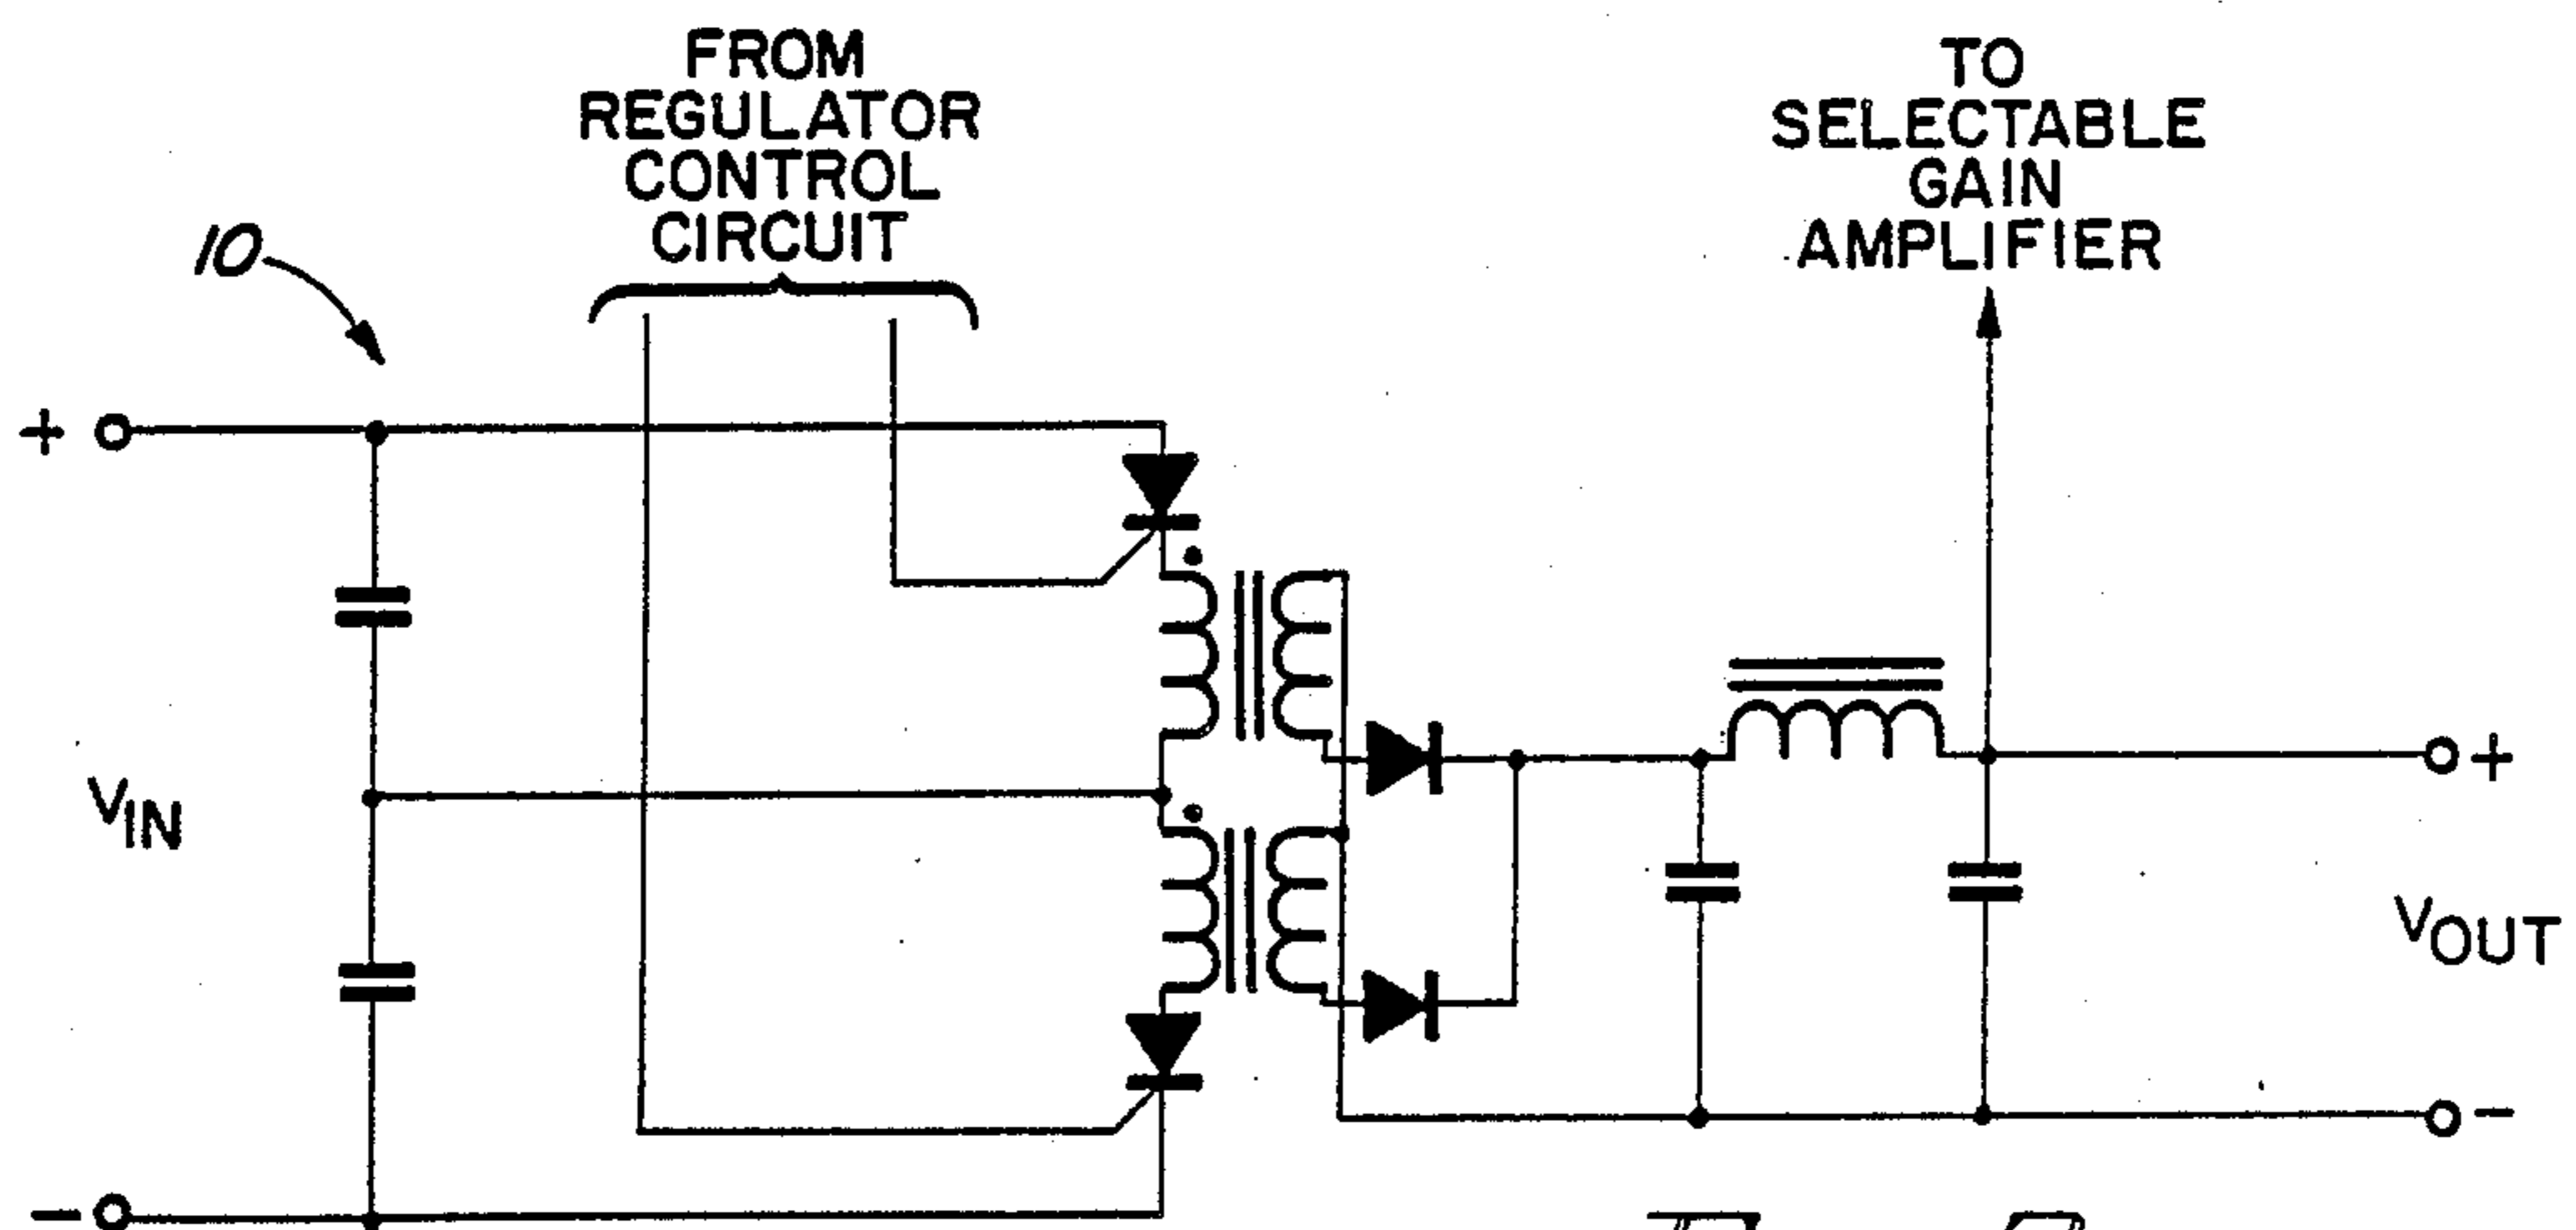 FROM
REGULATOR
CONTROL
CIRCUIT
TO
SELECTABLE
GAIN
AMPLIFIER
10
+
+
VIN
VOUT
-
-